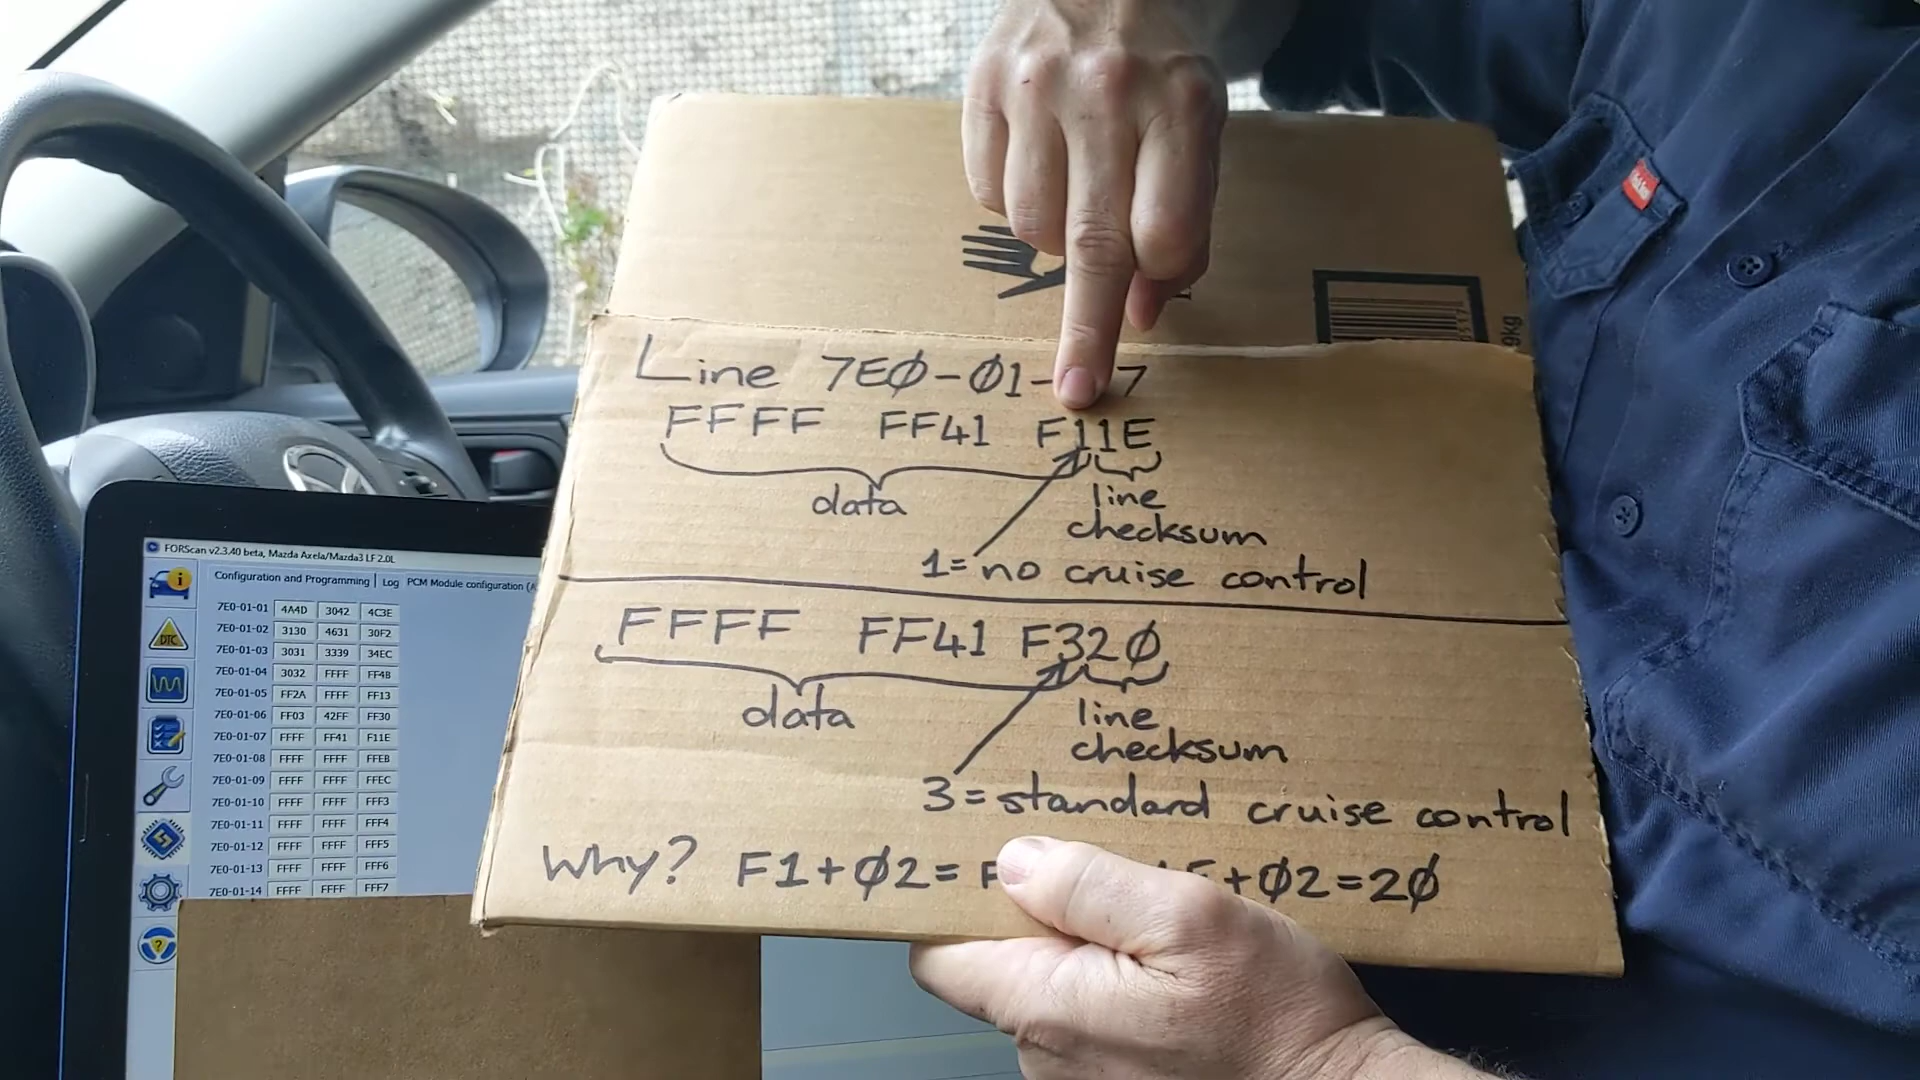 Line 7EØ-Ø1- 7
FFFF FF41 F11E
data
line
checksum
1= no cruise control
FFFF FF41 F32Ø
data
line
checksum
3= standard cruise control
Why? F1+Ø2= F +Ø2=2Ø
9kg
FORScan v2.3.40 beta, Mazda Axela/Mazda3 LF 2.0L
Configuration and Programming | Log PCM Module configuration (A
7E0-01-01 4A4D 3042 4C3E
7E0-01-02 3130 4631 30F2
7E0-01-03 3031 3339 34EC
7E0-01-04 3032 FFFF FF4B
7E0-01-05 FF2A FFFF FF13
7E0-01-06 FF03 42FF FF30
7E0-01-07 FFFF FF41 F11E
7E0-01-08 FFFF FFFF FFEB
7E0-01-09 FFFF FFFF FFEC
7E0-01-10 FFFF FFFF FFF3
7E0-01-11 FFFF FFFF FFF4
7E0-01-12 FFFF FFFF FFF5
7E0-01-13 FFFF FFFF FFF6
7E0-01-14 FFFF FFFF FFF7
DTC